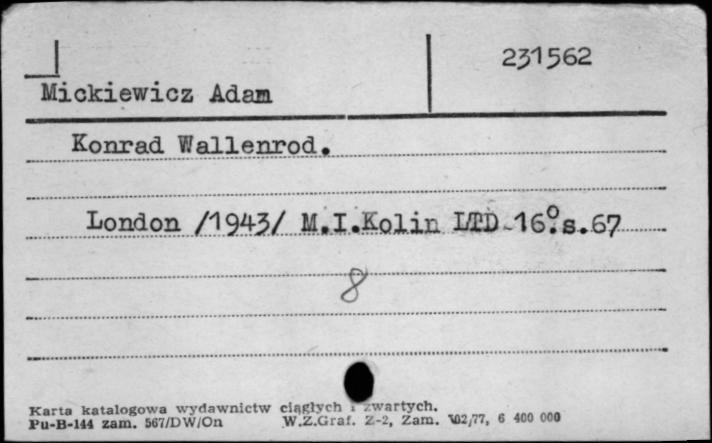 231562
Mickiewicz Adam
Konrad Wallenrod.
London /1943/ M.I.Kolin LTD 16°.s.67
8
Karta katalogowa wydawnictw ciągłych i zwartych.
Pu-B-144 zam. 567/DW/On W.Z.Graf. Z-2, Zam. 102/77, 6 400 000